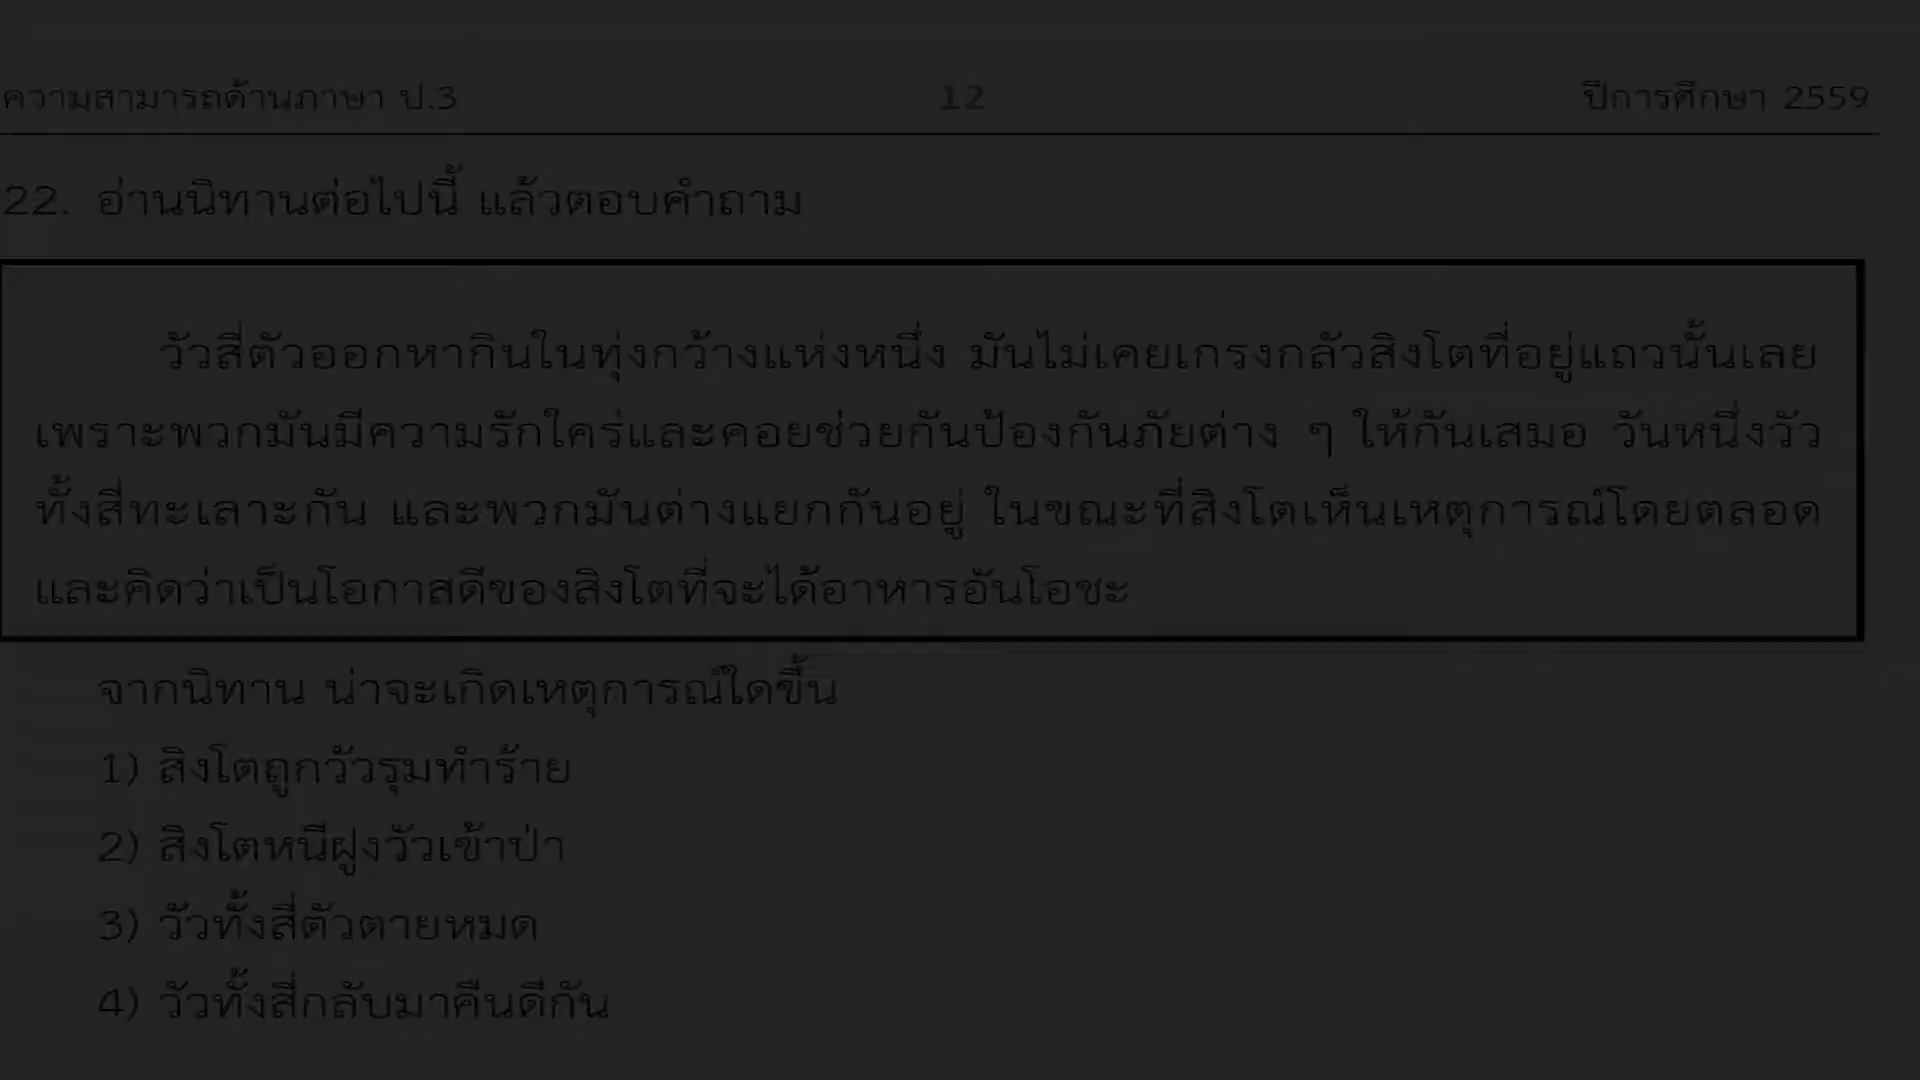 ความสามารถด้านภาษา ป.3 12 ปีการศึกษา 2559
22. อ่านนิทานต่อไปนี้ แล้วตอบคำถาม
วัวสี่ตัวออกหากินในทุ่งกว้างแห่งหนึ่ง มันไม่เคยเกรงกลัวสิงโตที่อยู่แถวนั้นเลย
เพราะพวกมันมีความรักใคร่และคอยช่วยกันป้องกันภัยต่าง ๆ ให้กันเสมอ วันหนึ่งวัว
ทั้งสี่ทะเลาะกัน และพวกมันต่างแยกกันอยู่ ในขณะที่สิงโตเห็นเหตุการณ์โดยตลอด
และคิดว่าเป็นโอกาสดีของสิงโตที่จะได้อาหารอันโอชะ
จากนิทาน น่าจะเกิดเหตุการณ์ใดขึ้น
1) สิงโตถูกวัวรุมทำร้าย
2) สิงโตหนีฝูงวัวเข้าป่า
3) วัวทั้งสี่ตัวตายหมด
4) วัวทั้งสี่กลับมาคืนดีกัน